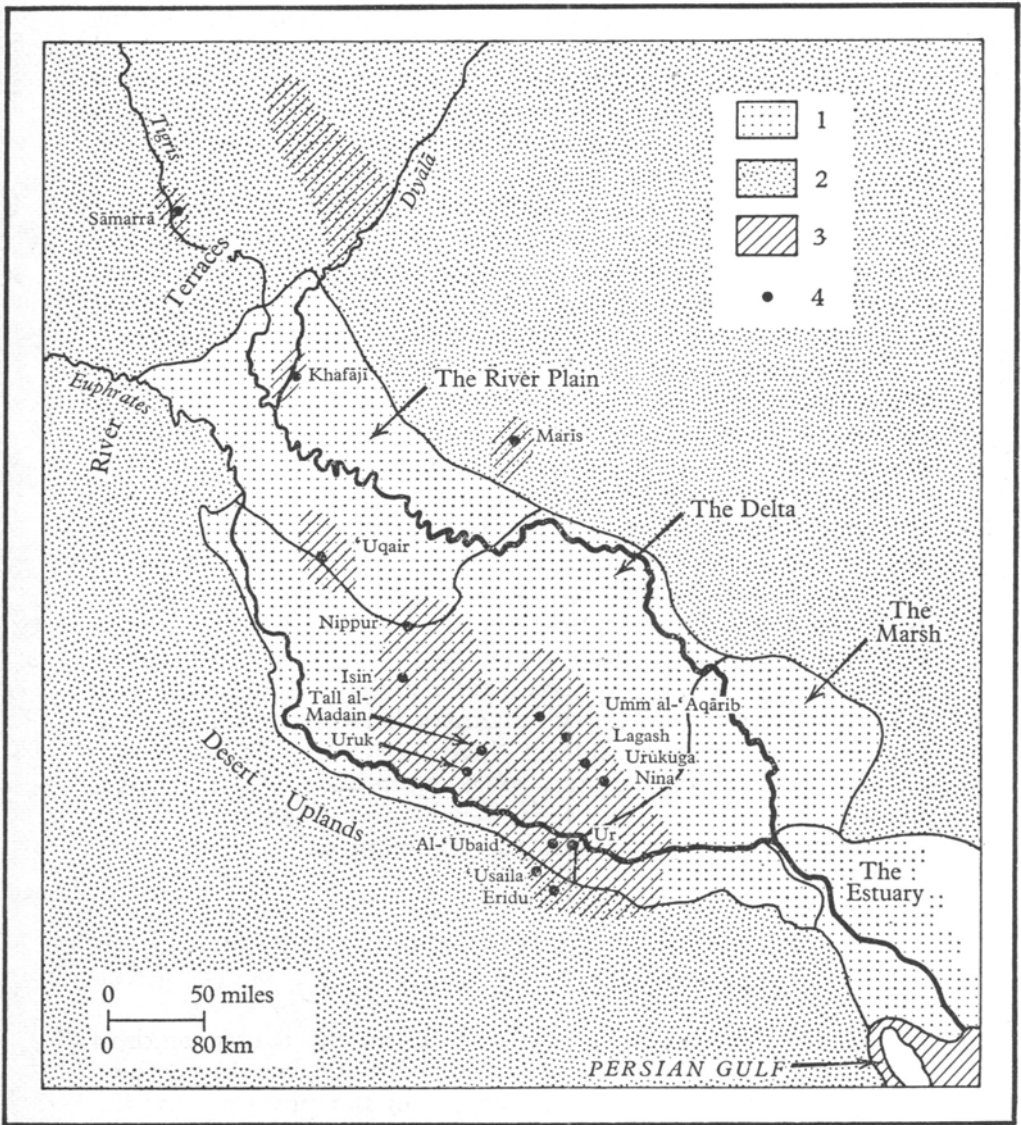 Tigris
Diyālā
1
2
3
4
Sāmarrā
Terraces
Khafājī
The River Plain
Euphrates
River
Marīs
The Delta
‘Uqair
Nippur
The
Marsh
Isin
Tall al-
Madain
Uruk
Umm al-‘Aqārib
Lagash
Urukuga
Nina
Desert
Uplands
Ur
Al-‘Ubaid
‘Usaila
Eridu
The
Estuary
0 50 miles
0 80 km
PERSIAN GULF